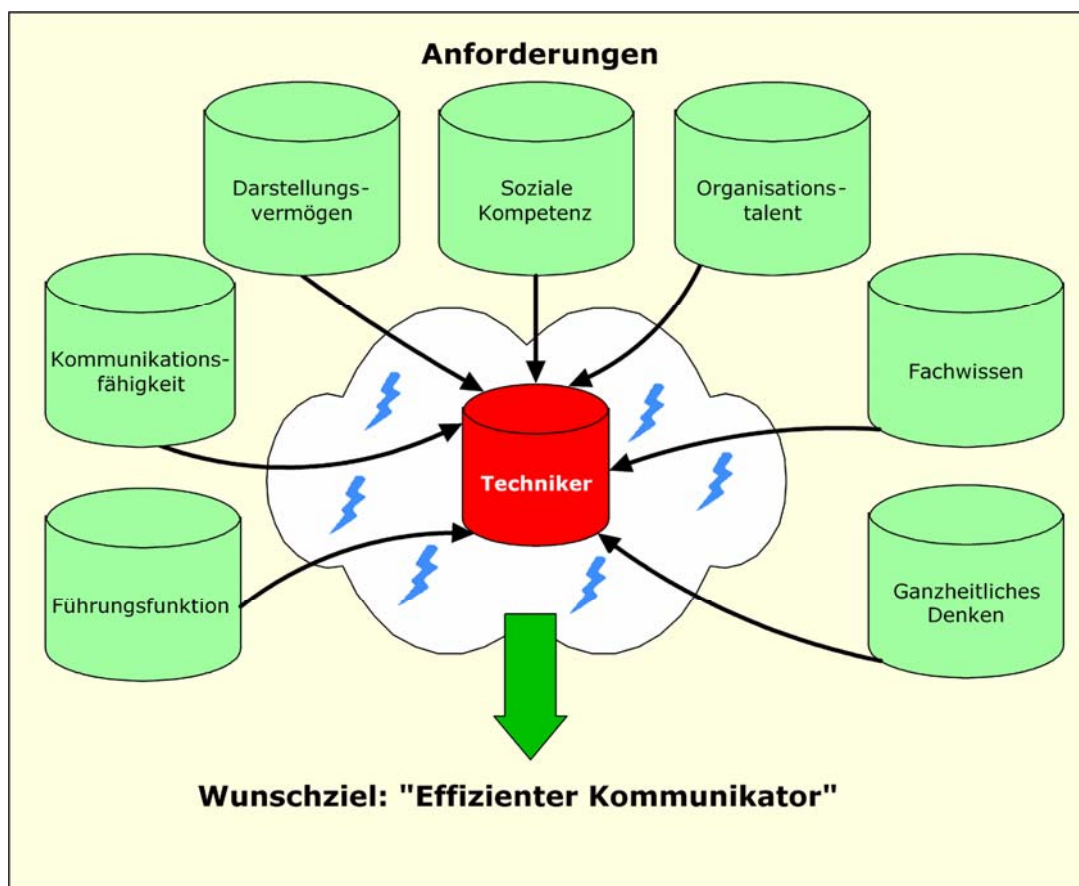 Anforderungen
Darstellungs-
vermögen
Soziale
Kompetenz
Organisations-
talent
Kommunikations-
fähigkeit
Fachwissen
Techniker
Führungsfunktion
Ganzheitliches
Denken
Wunschziel: "Effizienter Kommunikator"